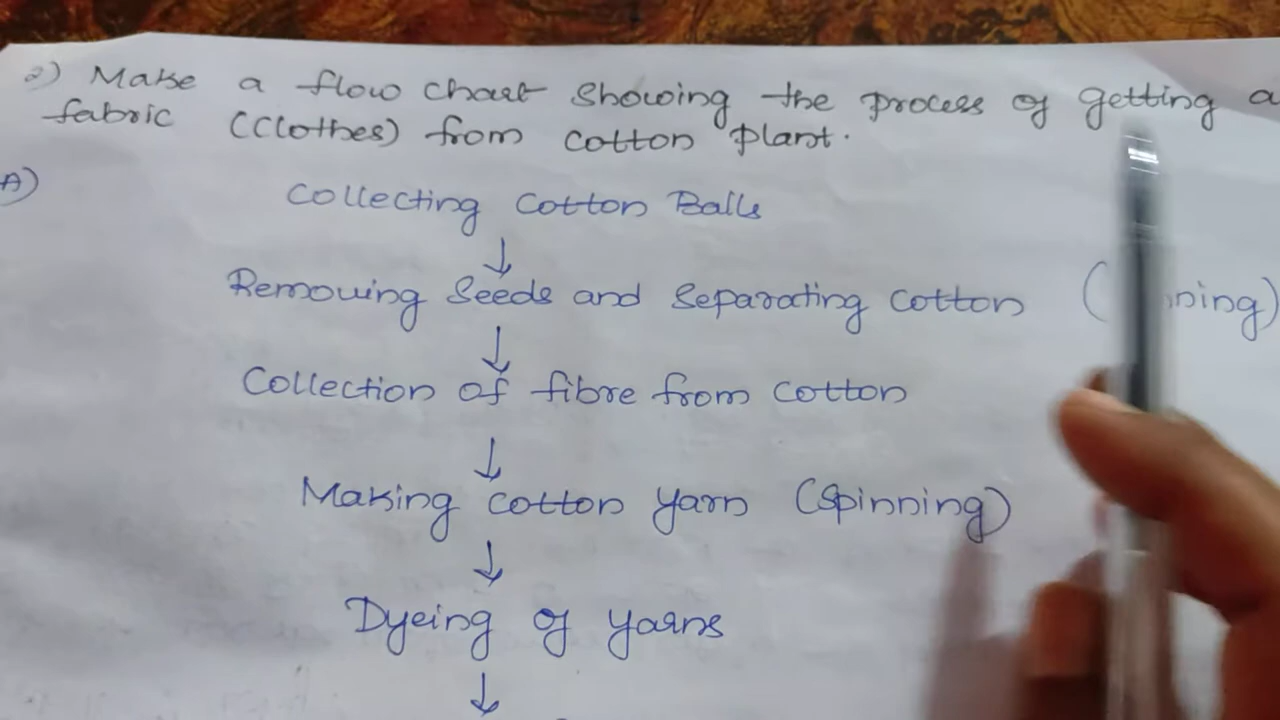 2) Make a flow chart showing the process of getting a
fabric (clothes) from cotton plant.
A)
Collecting Cotton Balls
↓
Removing Seeds and Separating cotton
↓
Collection of fibre from cotton
↓
Making cotton yarn (Spinning)
↓
Dyeing of yarns
↓